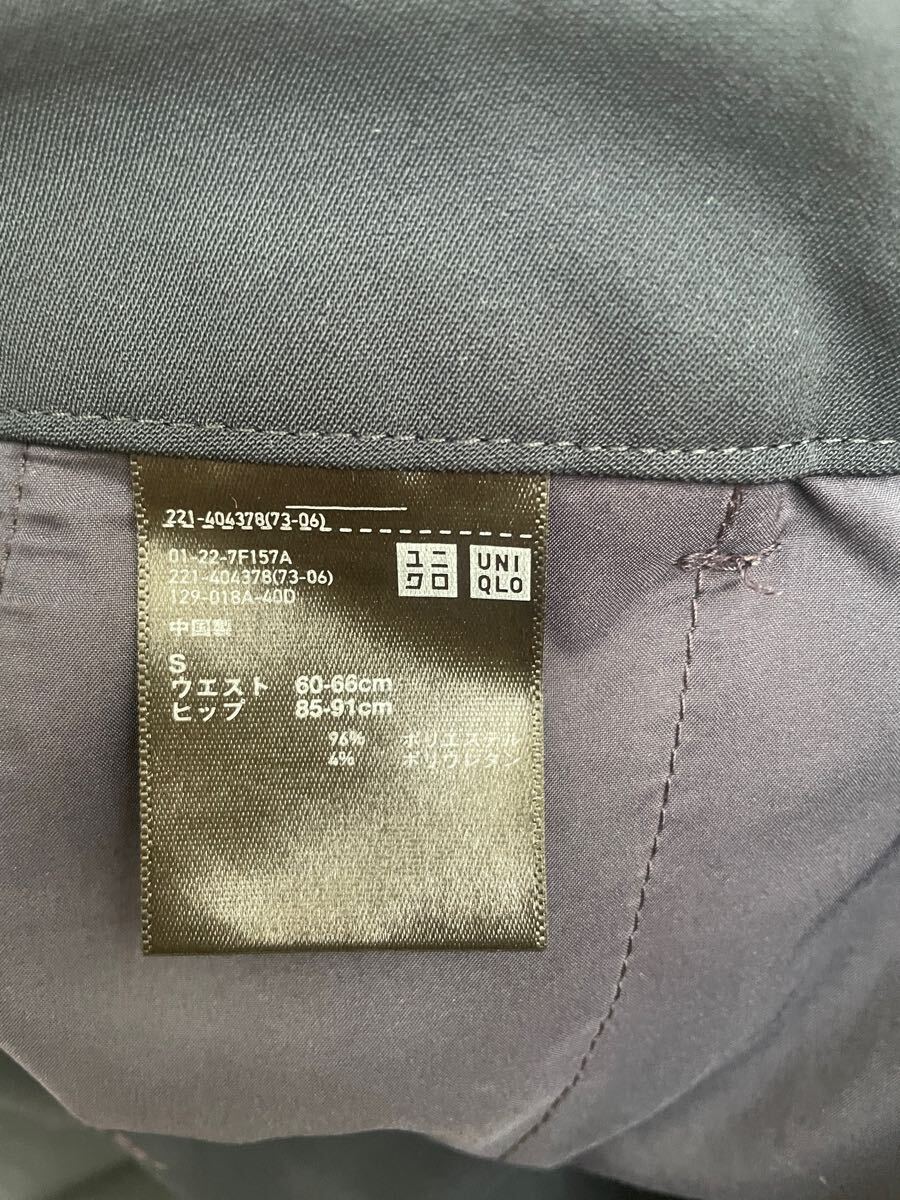 221-404378(73-06)
01-22-7F157A
221-404378(73-06)
129-018A-40D
ユニ
クロ
UNI
QLO
中国製
S
ウエスト 60-66cm
ヒップ 85-91cm
96% ポリエステル
4% ポリウレタン